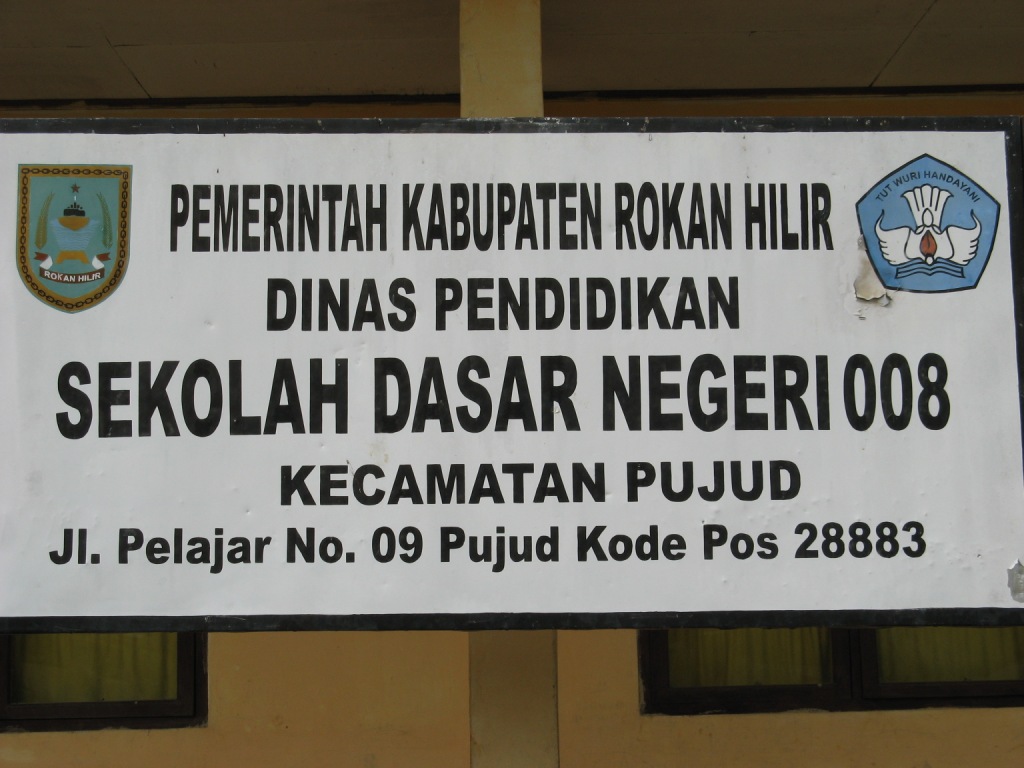 PEMERINTAH KABUPATEN ROKAN HILIR
DINAS PENDIDIKAN
SEKOLAH DASAR NEGERI 008
KECAMATAN PUJUD
Jl. Pelajar No. 09 Pujud Kode Pos 28883
ROKAN HILIR
TUT WURI HANDAYANI